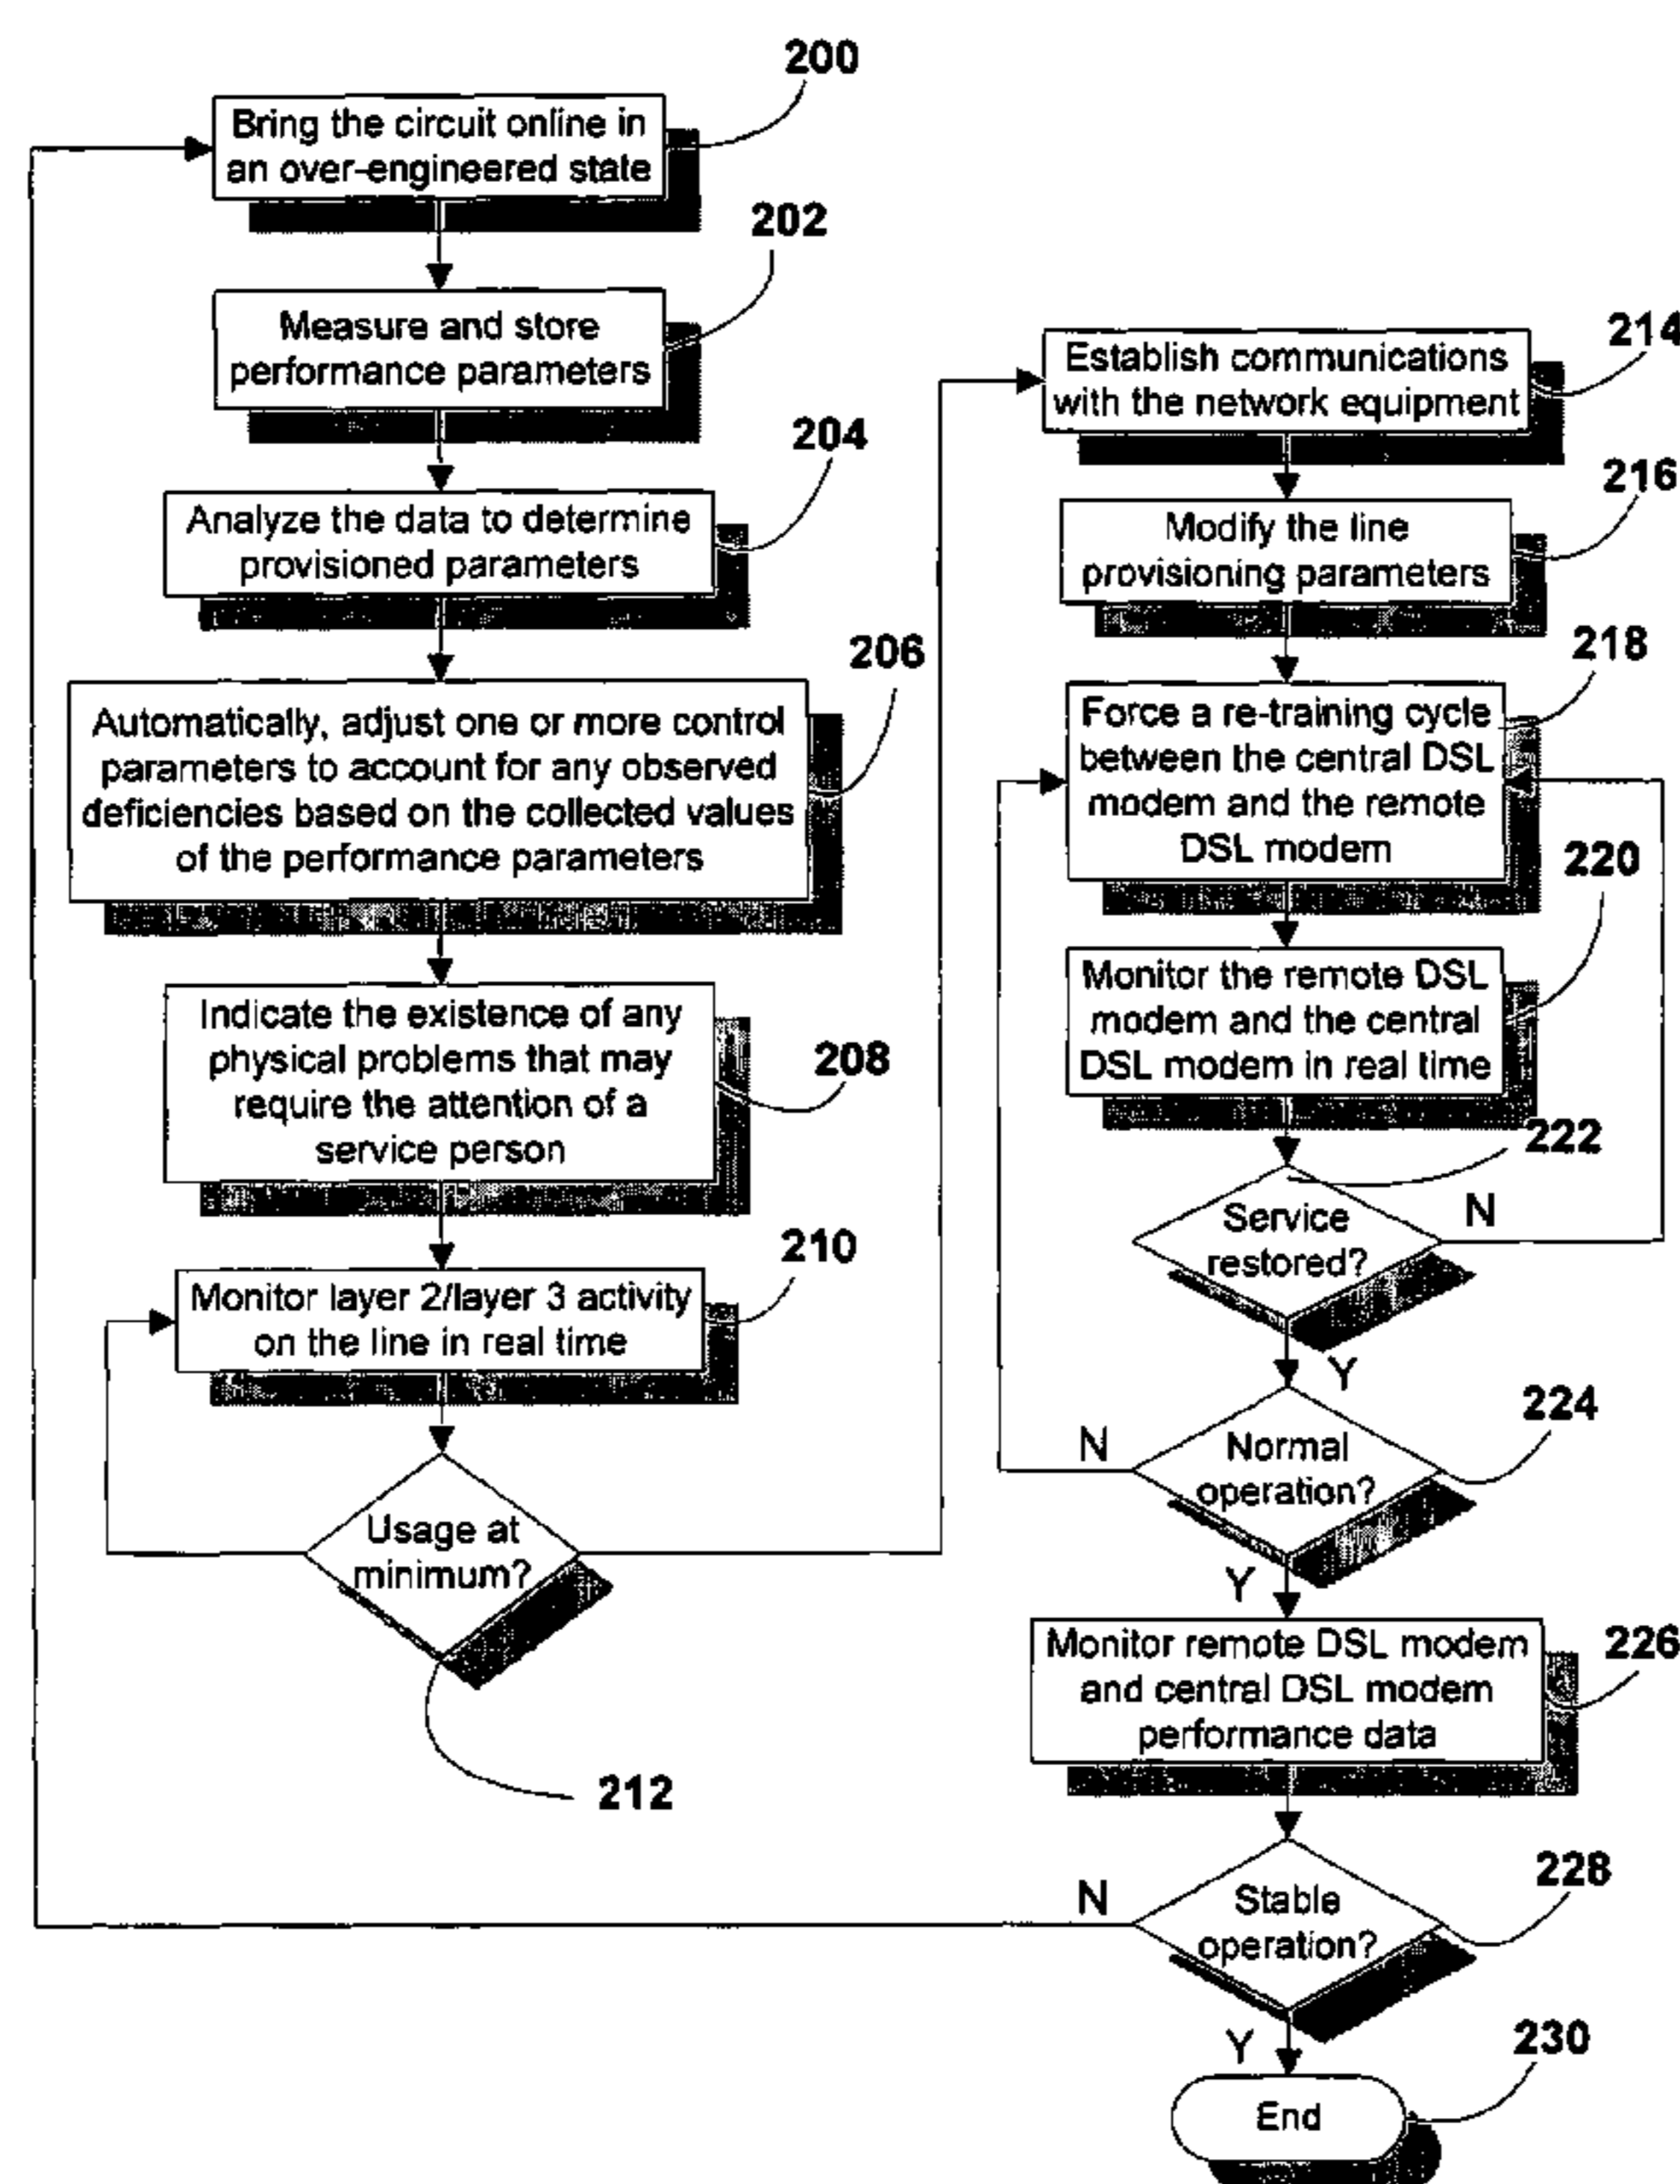 200
Bring the circuit online in
an over-engineered state
202
Measure and store
performance parameters
204
Analyze the data to determine
provisioned parameters
206
Automatically, adjust one or more control
parameters to account for any observed
deficiencies based on the collected values
of the performance parameters
Indicate the existence of any
physical problems that may
require the attention of a
service person
208
210
Monitor layer 2/layer 3 activity
on the line in real time
Usage at
minimum?
212
214
Establish communications
with the network equipment
216
Modify the line
provisioning parameters
218
Force a re-training cycle
between the central DSL
modem and the remote
DSL modem
220
Monitor the remote DSL
modem and the central
DSL modem in real time
222
Service
restored?
N
Y
224
N
Normal
operation?
Y
Monitor remote DSL modem
and central DSL modem
performance data
226
228
N
Stable
operation?
Y
230
End